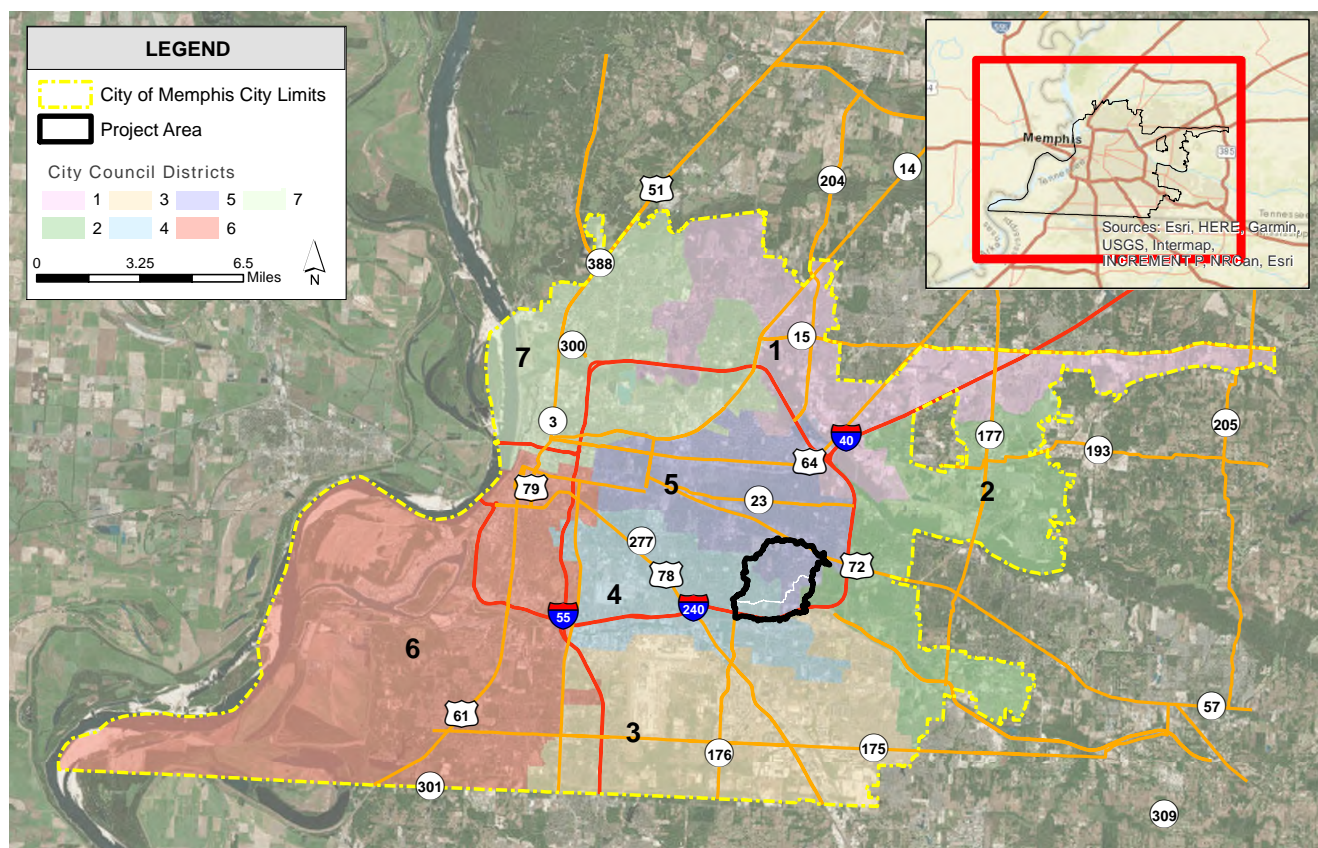 LEGEND
City of Memphis City Limits
Project Area
City Council Districts
1 3 5 7
2 4 6
0 3.25 6.5
Miles
N
Memphis
Tennessee
385
Tennessee
Sources: Esri, HERE, Garmin,
USGS, Intermap,
INCREMENT P, NRCan, Esri
51
204
14
388
300
7
1
15
3
40
177
205
193
64
79
5
2
23
277
78
72
4
240
55
6
61
3
57
176
175
301
309